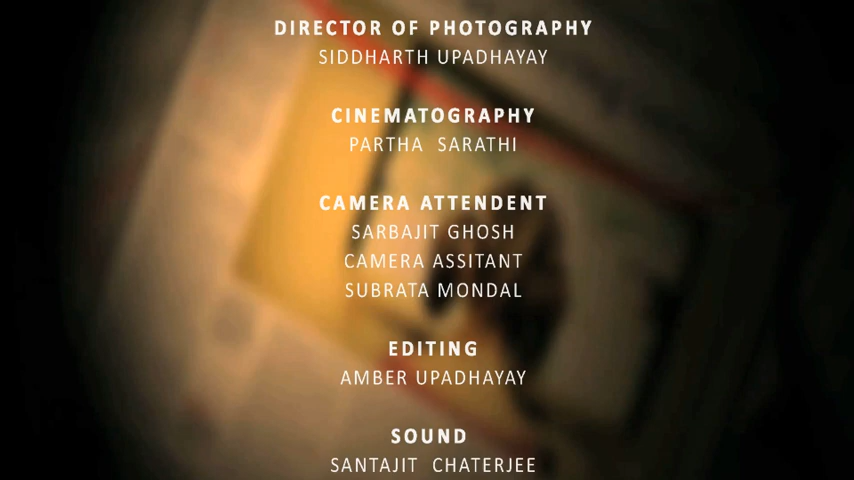 DIRECTOR OF PHOTOGRAPHY
SIDDHARTH UPADHAYAY
CINEMATOGRAPHY
PARTHA SARATHI
CAMERA ATTENDENT
SARBAJIT GHOSH
CAMERA ASSITANT
SUBRATA MONDAL
EDITING
AMBER UPADHAYAY
SOUND
SANTAJIT CHATERJEE